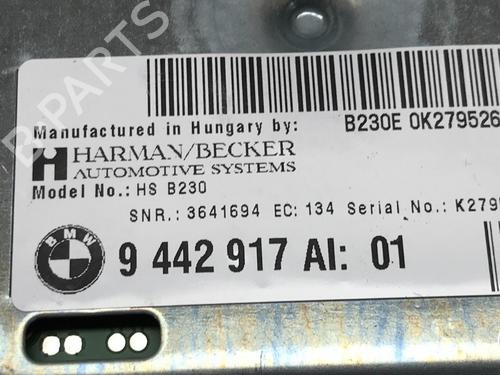 B-PARTS
B230E 0K279526
Manufactured in Hungary by:
HARMAN/BECKER
AUTOMOTIVE SYSTEMS
Model No.: HS B230
SNR.: 3641694 EC: 134 Serial No.: K279
BMW
9 442 917 AI: 01